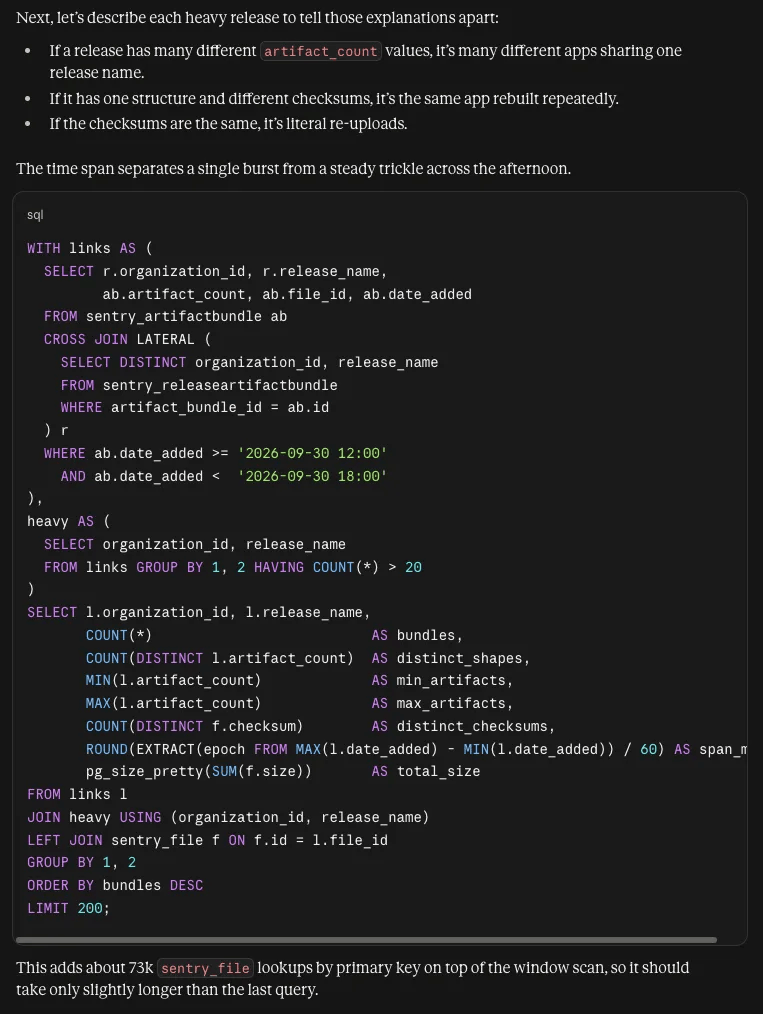 Next, let's describe each heavy release to tell those explanations apart:
• If a release has many different artifact_count values, it's many different apps sharing one
release name.
• If it has one structure and different checksums, it's the same app rebuilt repeatedly.
• If the checksums are the same, it's literal re-uploads.
The time span separates a single burst from a steady trickle across the afternoon.
sql
WITH links AS (
  SELECT r.organization_id, r.release_name,
         ab.artifact_count, ab.file_id, ab.date_added
  FROM sentry_artifactbundle ab
  CROSS JOIN LATERAL (
    SELECT DISTINCT organization_id, release_name
    FROM sentry_releaseartifactbundle
    WHERE artifact_bundle_id = ab.id
  ) r
  WHERE ab.date_added >= '2026-09-30 12:00'
    AND ab.date_added <  '2026-09-30 18:00'
),
heavy AS (
  SELECT organization_id, release_name
  FROM links GROUP BY 1, 2 HAVING COUNT(*) > 20
)
SELECT l.organization_id, l.release_name,
       COUNT(*)                         AS bundles,
       COUNT(DISTINCT l.artifact_count)  AS distinct_shapes,
       MIN(l.artifact_count)            AS min_artifacts,
       MAX(l.artifact_count)            AS max_artifacts,
       COUNT(DISTINCT f.checksum)       AS distinct_checksums,
       ROUND(EXTRACT(epoch FROM MAX(l.date_added) - MIN(l.date_added)) / 60) AS span_m
       pg_size_pretty(SUM(f.size))      AS total_size
FROM links l
JOIN heavy USING (organization_id, release_name)
LEFT JOIN sentry_file f ON f.id = l.file_id
GROUP BY 1, 2
ORDER BY bundles DESC
LIMIT 200;
This adds about 73k sentry_file lookups by primary key on top of the window scan, so it should
take only slightly longer than the last query.